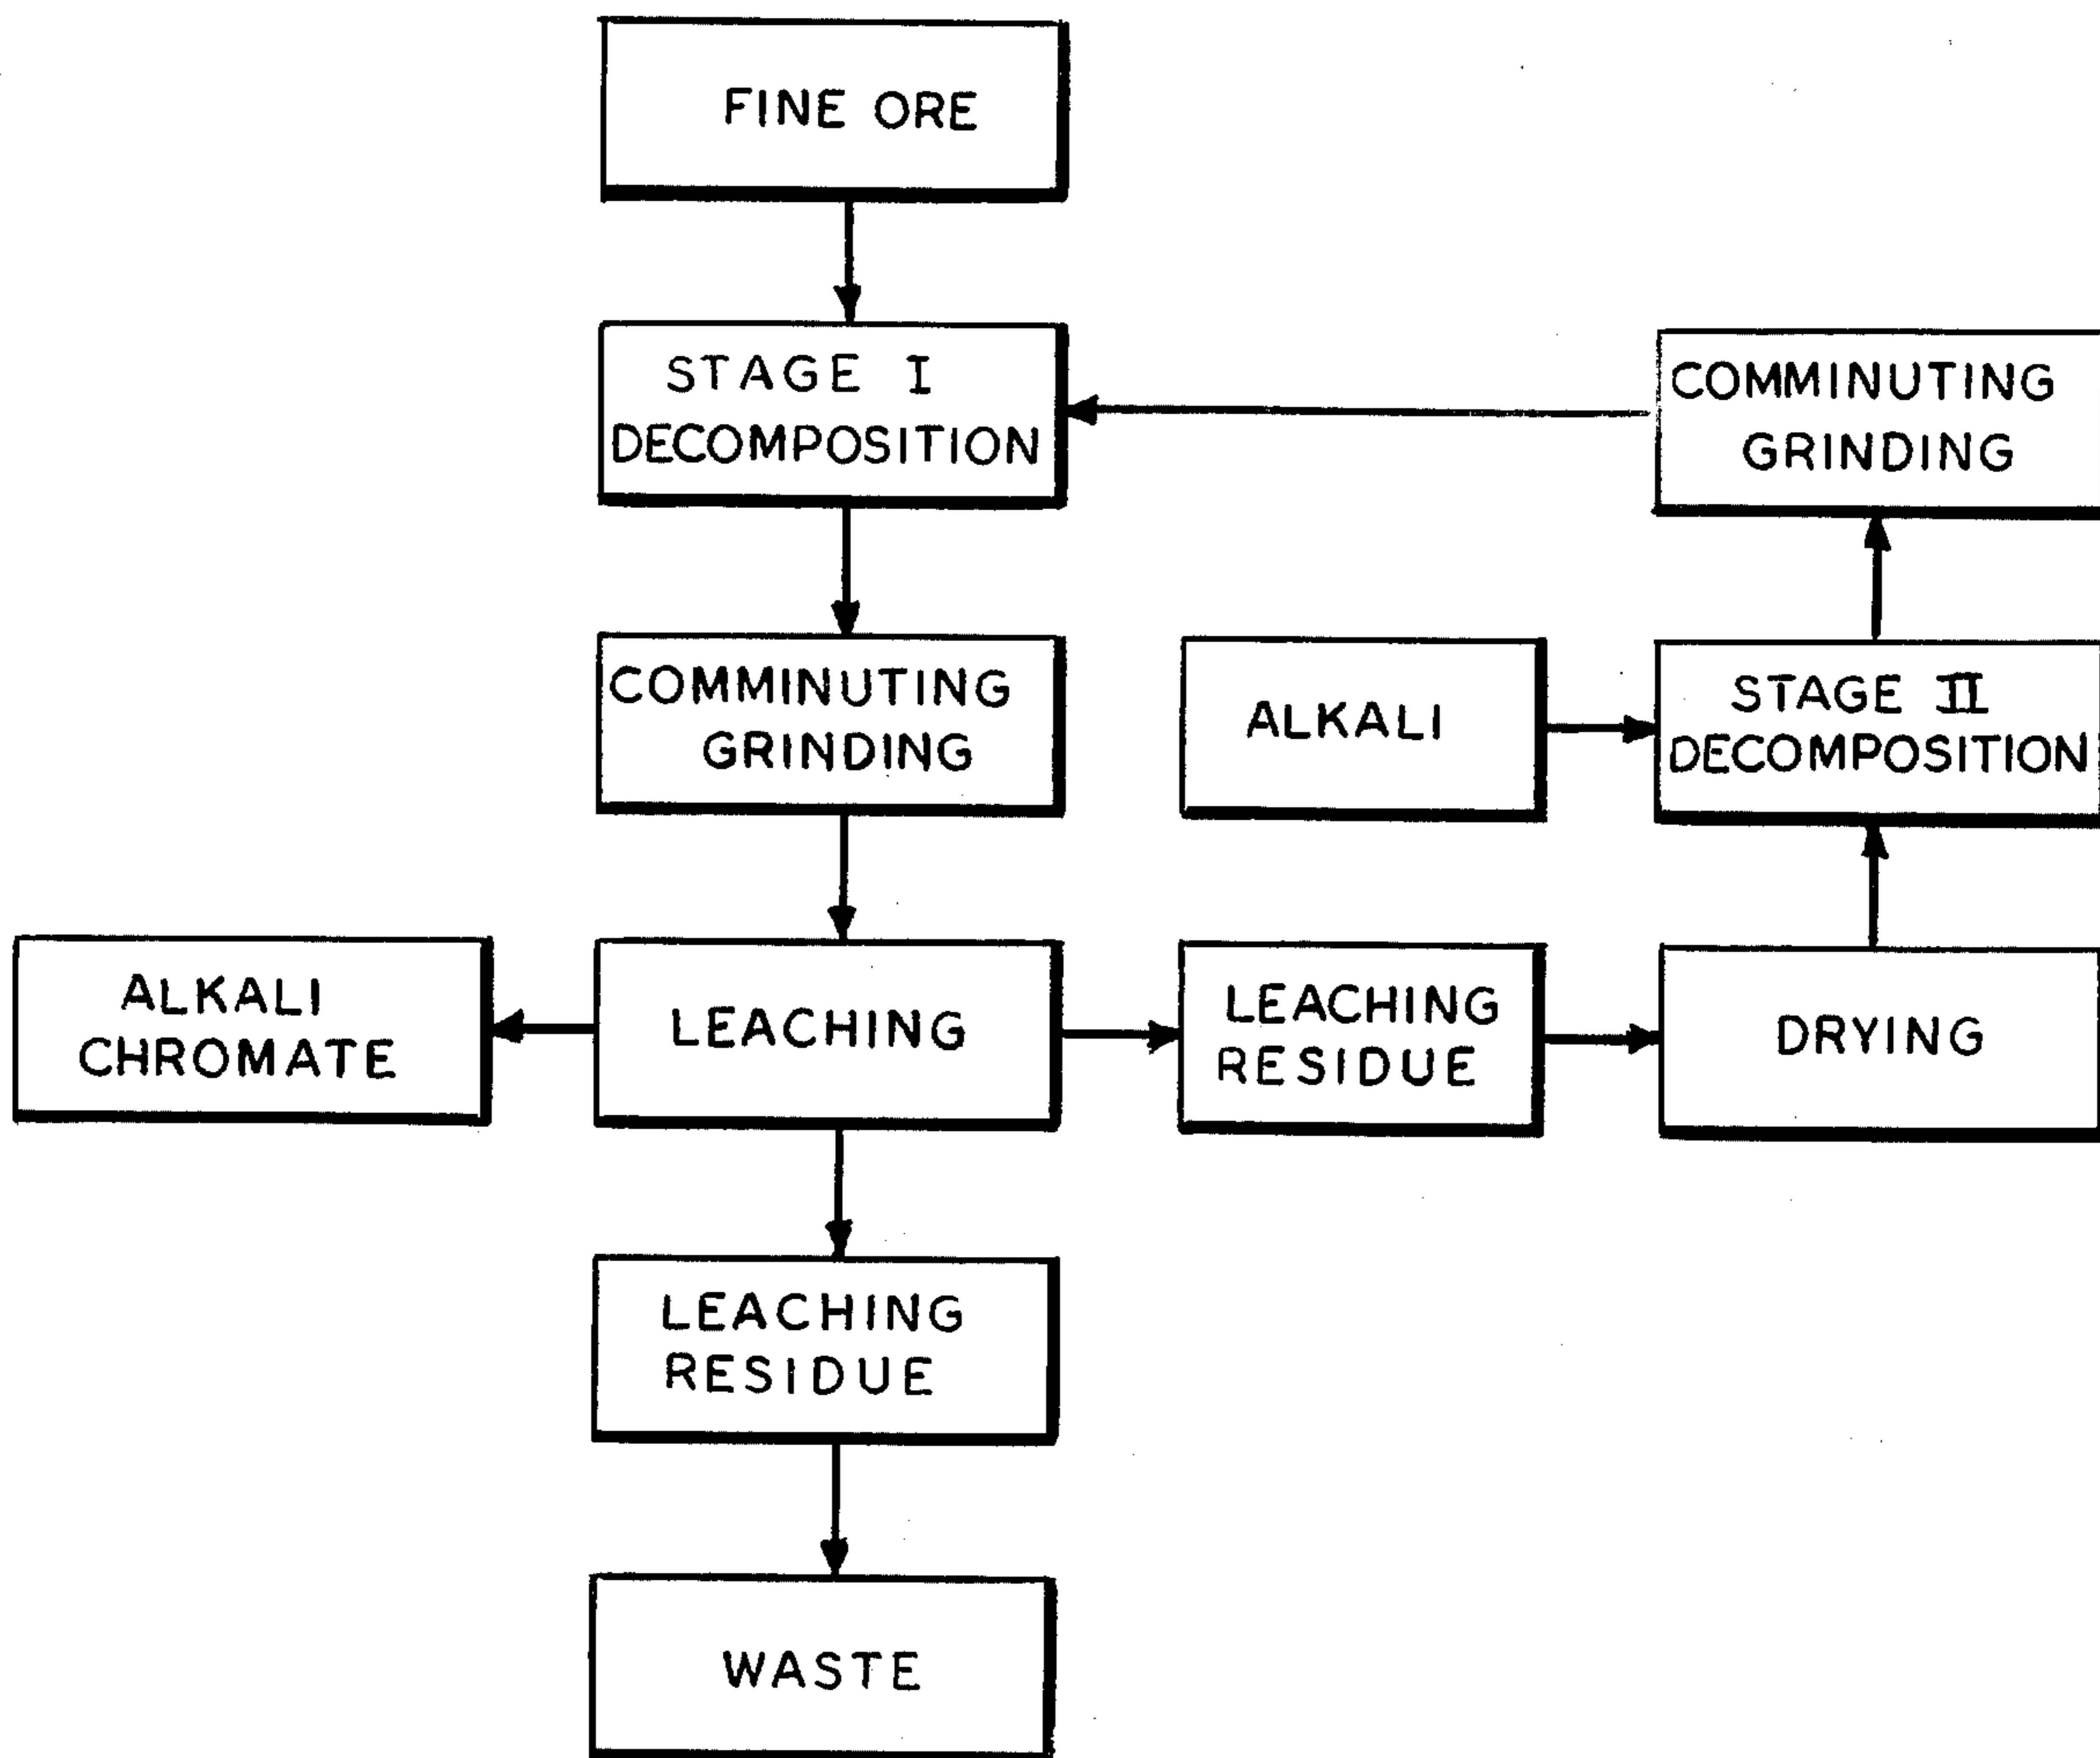 FINE ORE
STAGE I
DECOMPOSITION
COMMINUTING
GRINDING
COMMINUTING
GRINDING
ALKALI
STAGE II
DECOMPOSITION
ALKALI
CHROMATE
LEACHING
LEACHING
RESIDUE
DRYING
LEACHING
RESIDUE
WASTE